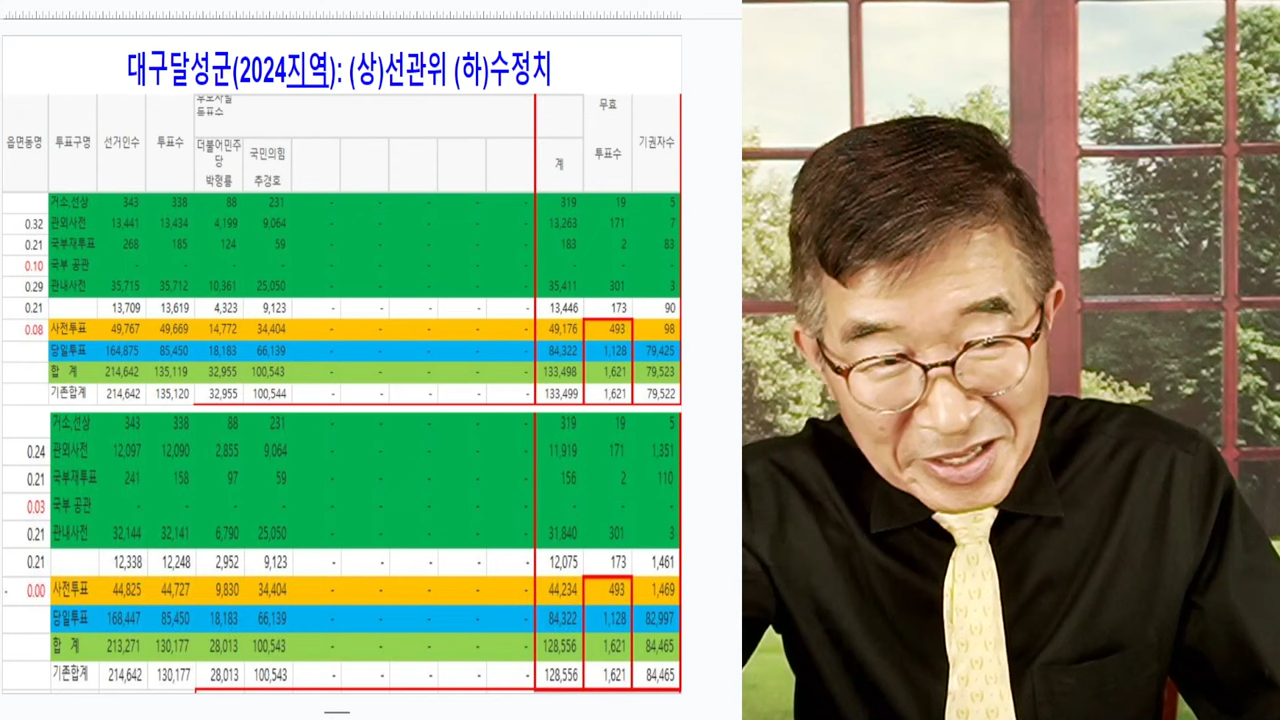 대구달성군(2024지역): (상)선관위 (하)수정치
후보자별
득표수
무효
읍면동명 투표구명 선거인수 투표수 더불어민주 국민의힘 계 투표수 기권자수
당
박형룡 추경호
거소,선상 343 338 88 231 - - - - - 319 19 5
0.32 관외사전 13,441 13,434 4,199 9,064 - - - - - 13,263 171 7
0.21 국부재투표 268 185 124 59 - - - - - 183 2 83
0.10 국부 공관 - - - - - - - - - - - -
0.29 관내사전 35,715 35,712 10,361 25,050 - - - - - 35,411 301 3
0.21 13,709 13,619 4,323 9,123 - - - - - 13,446 173 90
0.08 사전투표 49,767 49,669 14,772 34,404 - - - - - 49,176 493 98
당일투표 164,875 85,450 18,183 66,139 - - - - - 84,322 1,128 79,425
합 계 214,642 135,119 32,955 100,543 - - - - - 133,498 1,621 79,523
기존합계 214,642 135,120 32,955 100,544 - - - - - 133,499 1,621 79,522
거소,선상 343 338 88 231 - - - - - 319 19 5
0.24 관외사전 12,097 12,090 2,855 9,064 - - - - - 11,919 171 1,351
0.21 국부재투표 241 158 97 59 - - - - - 156 2 110
0.03 국부 공관 - - - - - - - - - - - -
0.21 관내사전 32,144 32,141 6,790 25,050 - - - - - 31,840 301 3
0.21 12,338 12,248 2,952 9,123 - - - - - 12,075 173 1,461
- 0.00 사전투표 44,825 44,727 9,830 34,404 - - - - - 44,234 493 1,469
당일투표 168,447 85,450 18,183 66,139 - - - - - 84,322 1,128 82,997
합 계 213,271 130,177 28,013 100,543 - - - - - 128,556 1,621 84,465
기존합계 214,642 130,177 28,013 100,543 - - - - - 128,556 1,621 84,465